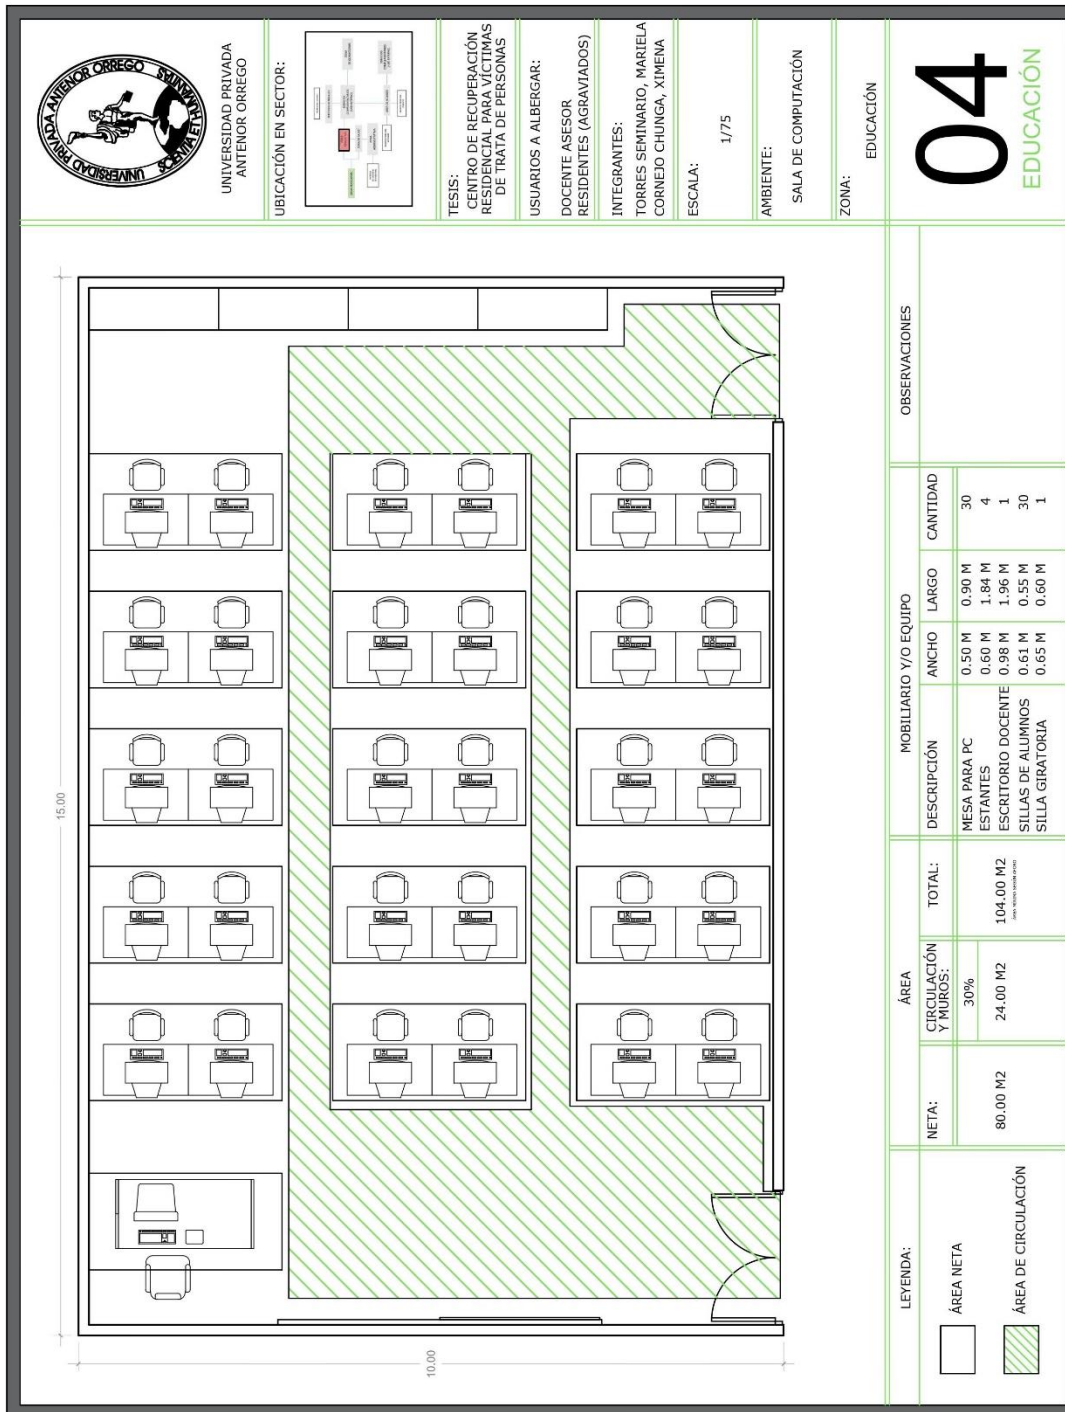 UNIVERSIDAD PRIVADA ANTENOR ORREGO
SCIENTIA ET HUMANITAS
UNIVERSIDAD PRIVADA
ANTENOR ORREGO
UBICACIÓN EN SECTOR:
TESIS:
CENTRO DE RECUPERACIÓN
RESIDENCIAL PARA VÍCTIMAS
DE TRATA DE PERSONAS
USUARIOS A ALBERGAR:
DOCENTE ASESOR
RESIDENTES (AGRAVIADOS)
INTEGRANTES:
TORRES SEMINARIO, MARIELA
CORNEJO CHUNGA, XIMENA
ESCALA:
1/75
AMBIENTE:
SALA DE COMPUTACIÓN
ZONA:
EDUCACIÓN
04
EDUCACIÓN
15.00
10.00
LEYENDA:
ÁREA NETA
ÁREA DE CIRCULACIÓN
ÁREA
NETA:
CIRCULACIÓN
Y MUROS:
TOTAL:
30%
80.00 M2
24.00 M2
104.00 M2
MOBILIARIO Y/O EQUIPO
DESCRIPCIÓN ANCHO LARGO CANTIDAD
MESA PARA PC 0.50 M 0.90 M 30
ESTANTES 0.60 M 1.84 M 4
ESCRITORIO DOCENTE 0.98 M 1.96 M 1
SILLAS DE ALUMNOS 0.61 M 0.55 M 30
SILLA GIRATORIA 0.65 M 0.60 M 1
OBSERVACIONES